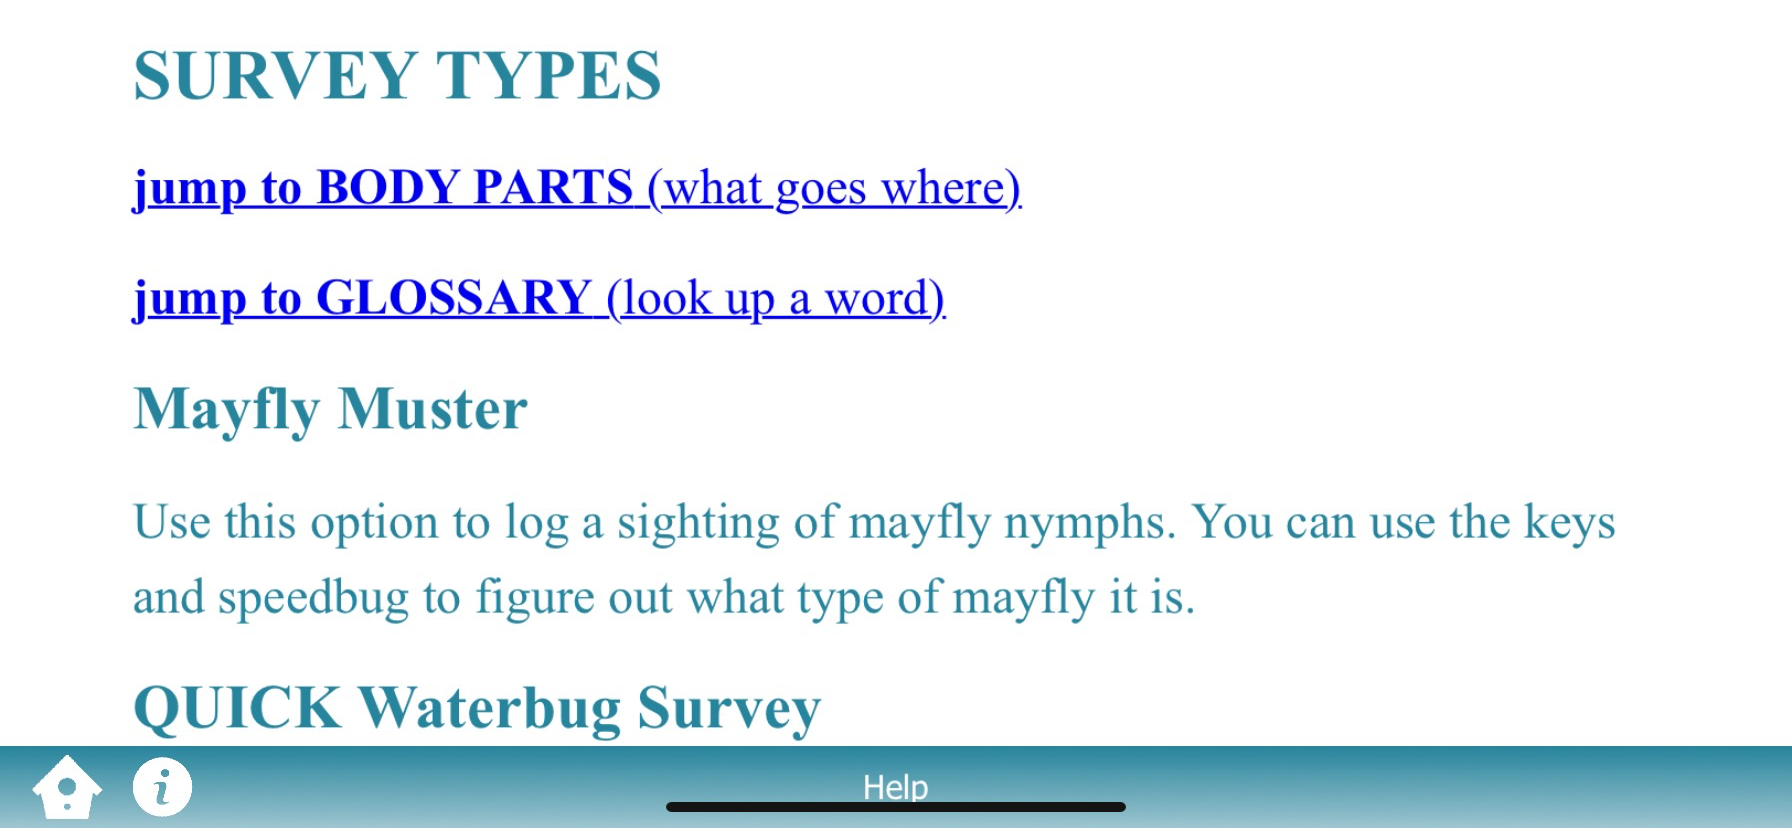 SURVEY TYPES
jump to BODY PARTS (what goes where)
jump to GLOSSARY (look up a word)
Mayfly Muster
Use this option to log a sighting of mayfly nymphs. You can use the keys
and speedbug to figure out what type of mayfly it is.
QUICK Waterbug Survey
i
Help